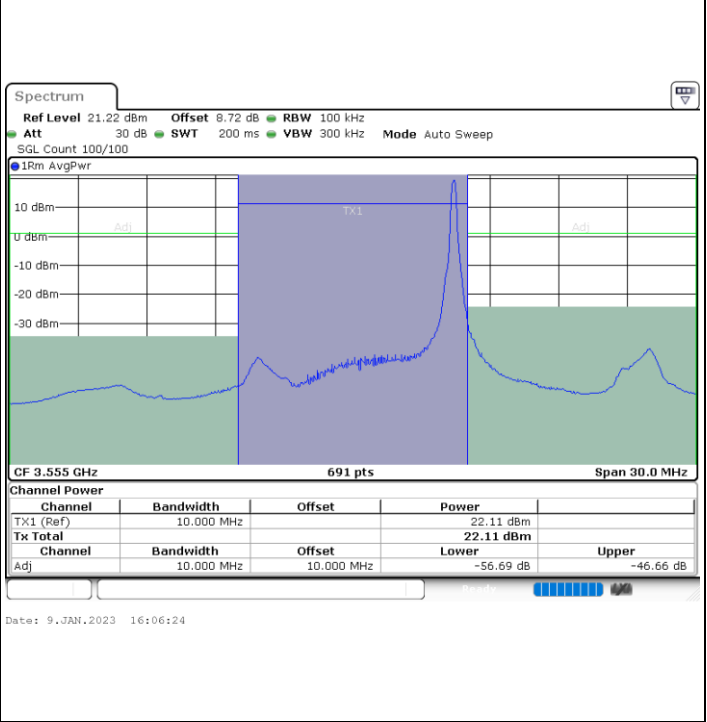 Spectrum
Ref Level 21.22 dBm Offset 8.72 dB RBW 100 kHz
Att 30 dB SWT 200 ms VBW 300 kHz Mode Auto Sweep
SGL Count 100/100
1Rm AvgPwr
10 dBm
TX1
Adj
Adj
0 dBm
-10 dBm
-20 dBm
-30 dBm
CF 3.555 GHz 691 pts Span 30.0 MHz
Channel Power
Channel Bandwidth Offset Power
TX1 (Ref) 10.000 MHz 22.11 dBm
Tx Total 22.11 dBm
Channel Bandwidth Offset Lower Upper
Adj 10.000 MHz 10.000 MHz -56.69 dB -46.66 dB
Ready
Date: 9.JAN.2023 16:06:24